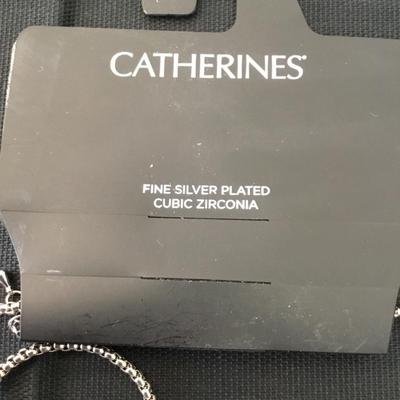 CATHERINES®
FINE SILVER PLATED
CUBIC ZIRCONIA